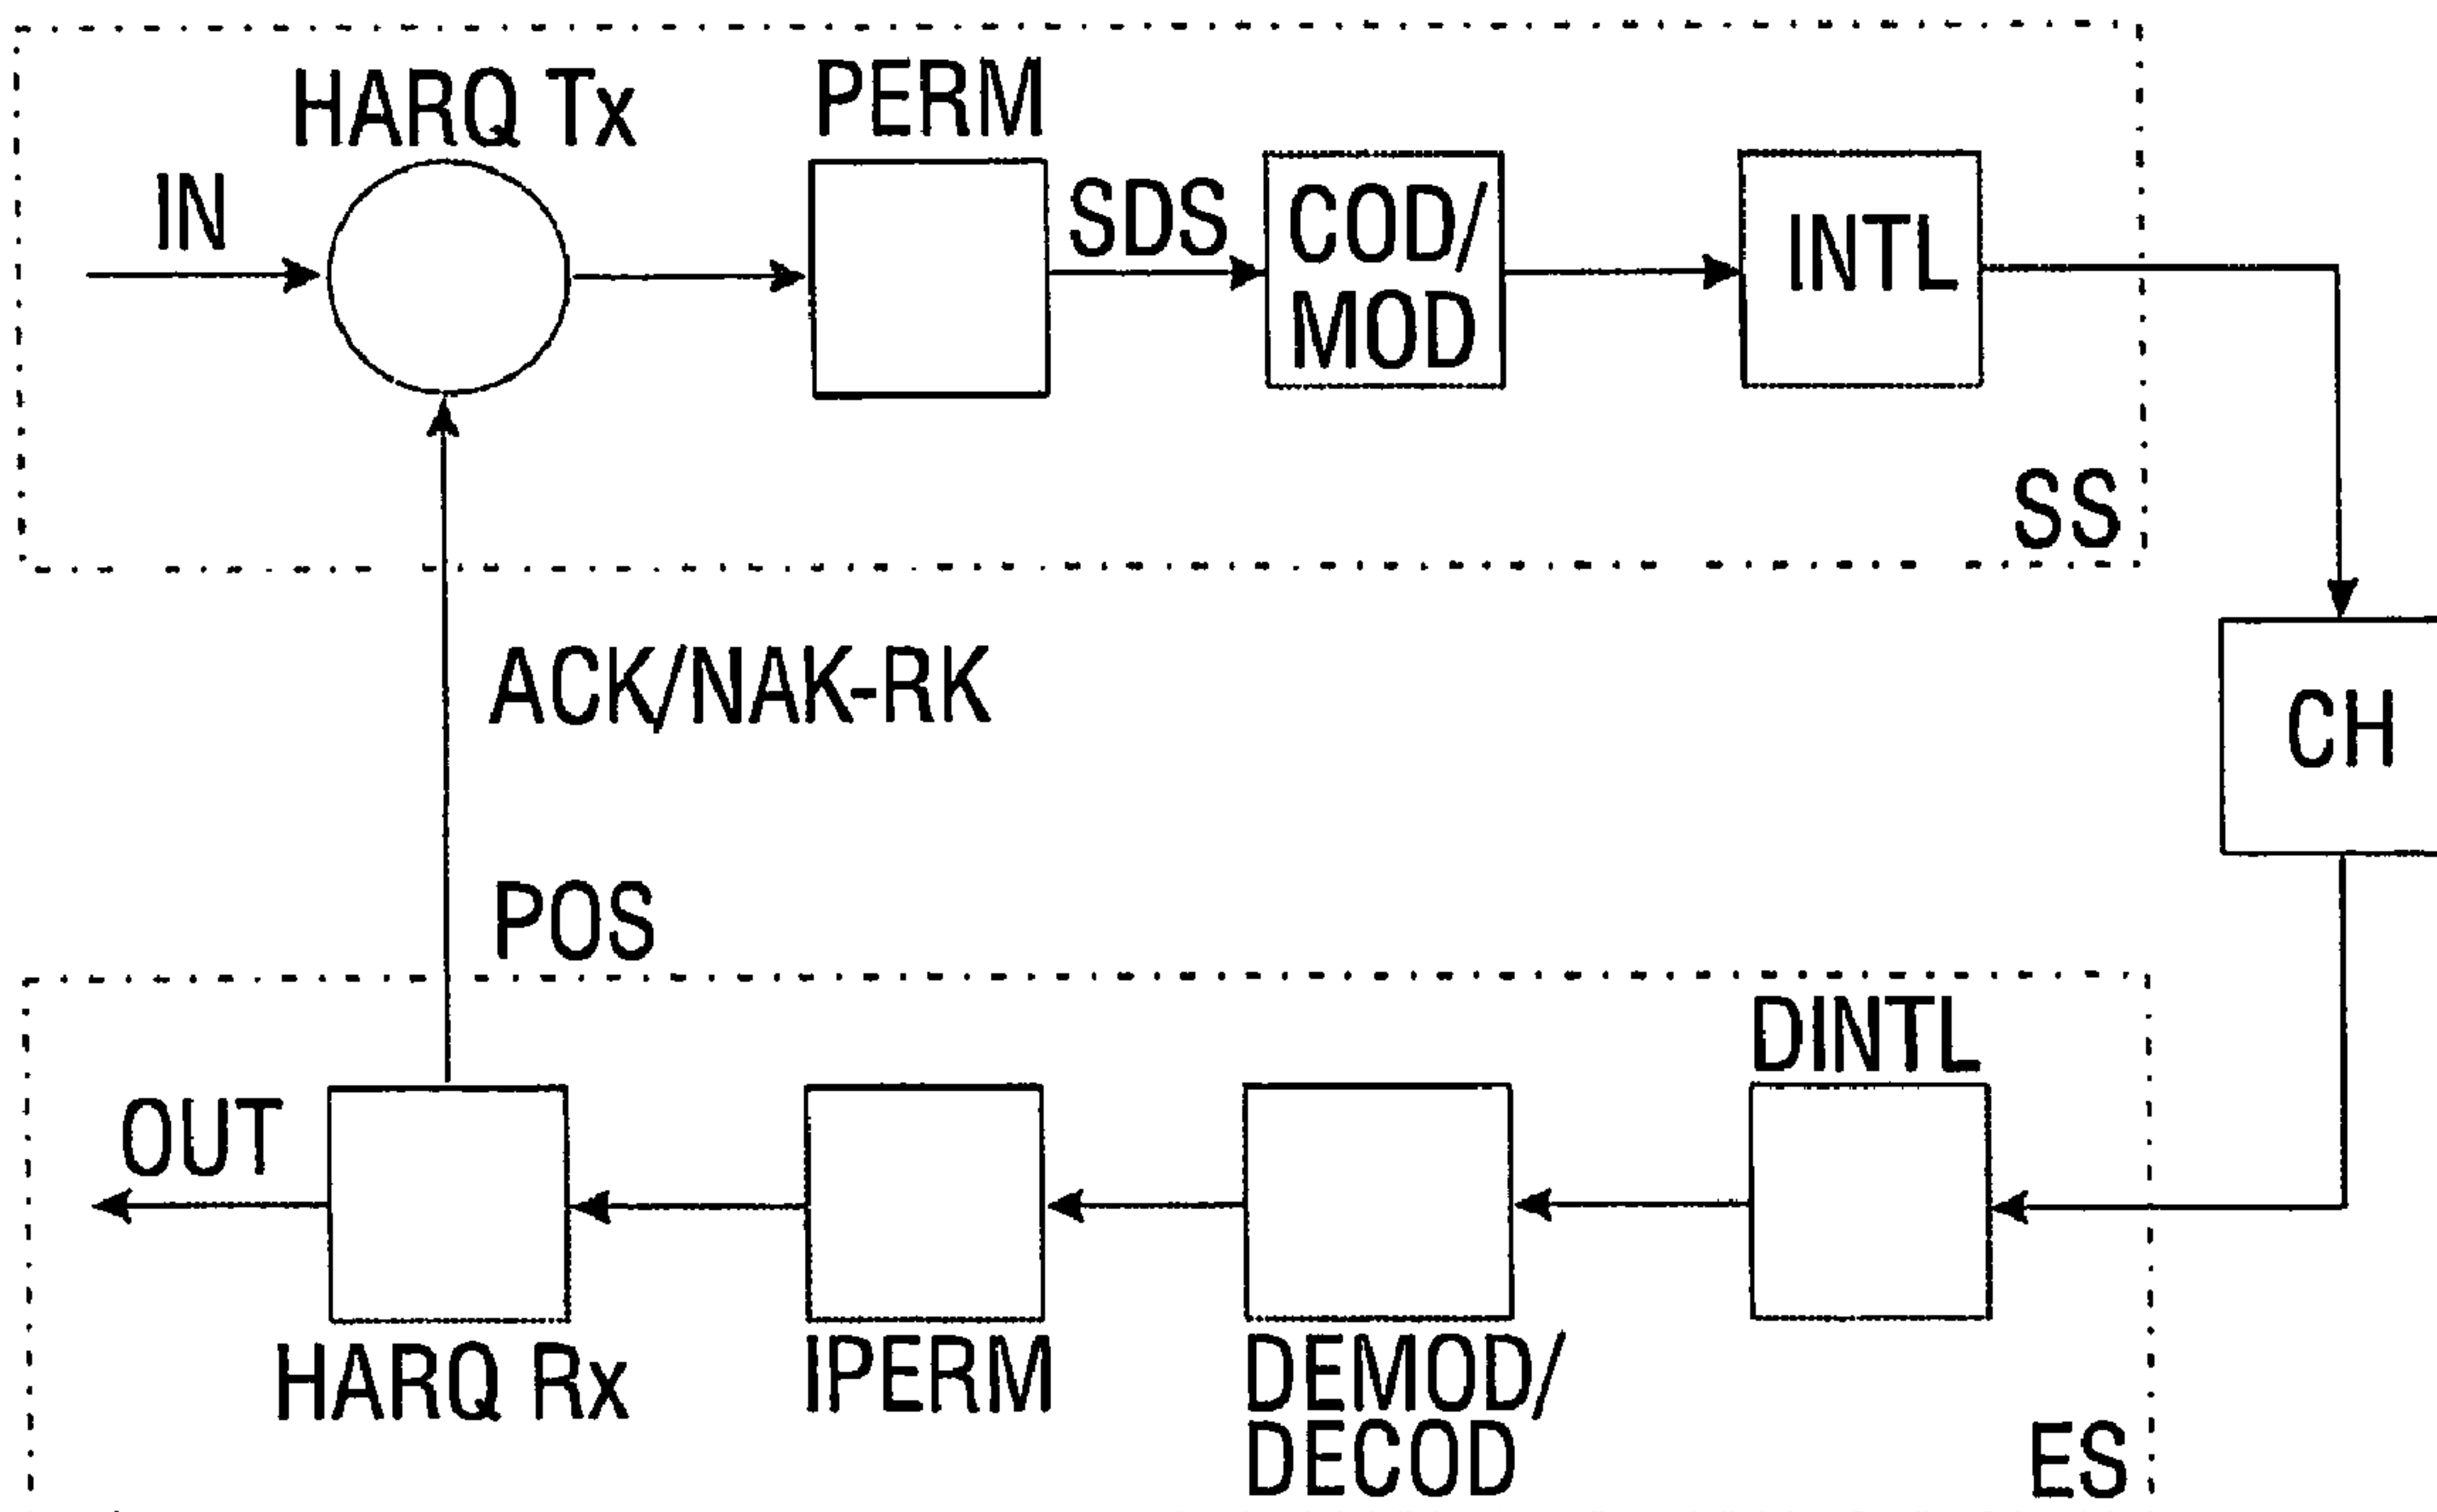 HARQ Tx
PERM
IN
SDS
COD/
MOD
INTL
SS
ACK/NAK-RK
CH
POS
DINTL
OUT
HARQ Rx
IPERM
DEMOD/
DECOD
ES